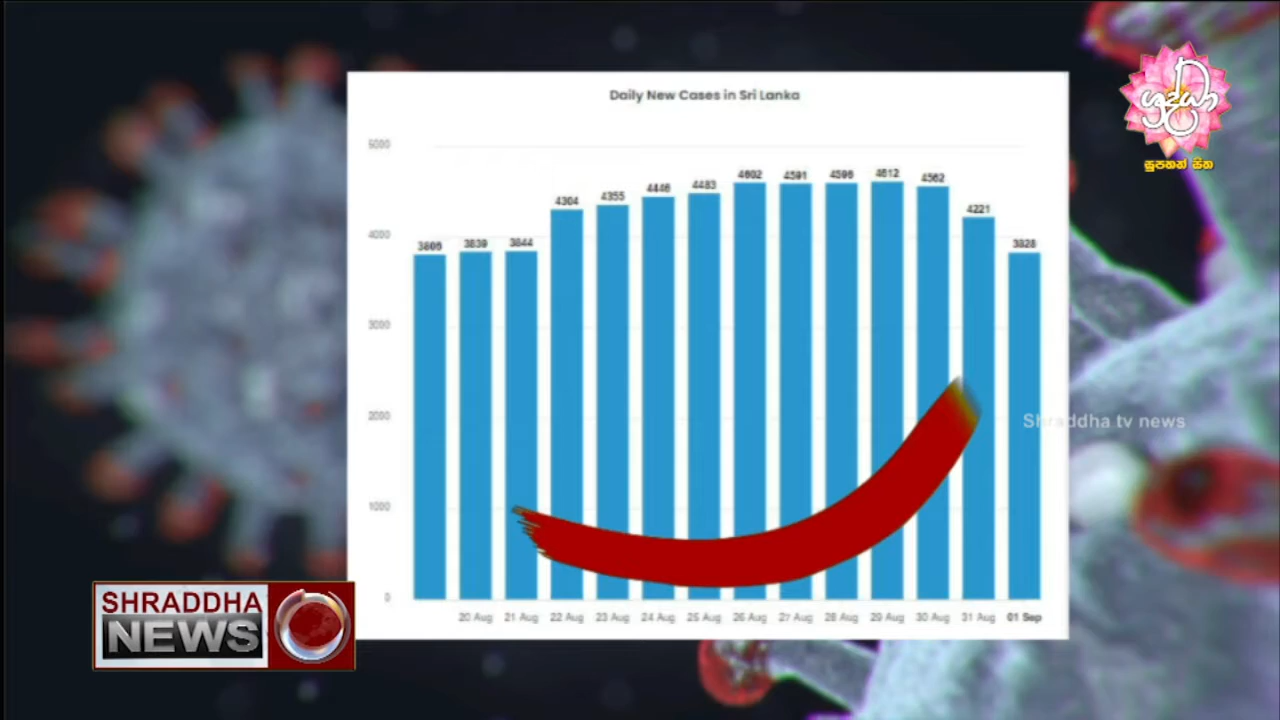 Daily New Cases in Sri Lanka
5000
4000
3000
2000
1000
0
3806 3839 3844 4304 4355 4446 4483 4602 4591 4596 4612 4562 4221 3828
20 Aug 21 Aug 22 Aug 23 Aug 24 Aug 25 Aug 26 Aug 27 Aug 28 Aug 29 Aug 30 Aug 31 Aug 01 Sep
ශ්‍රද්ධා
සුපහන් සිත
Shraddha tv news
SHRADDHA
NEWS